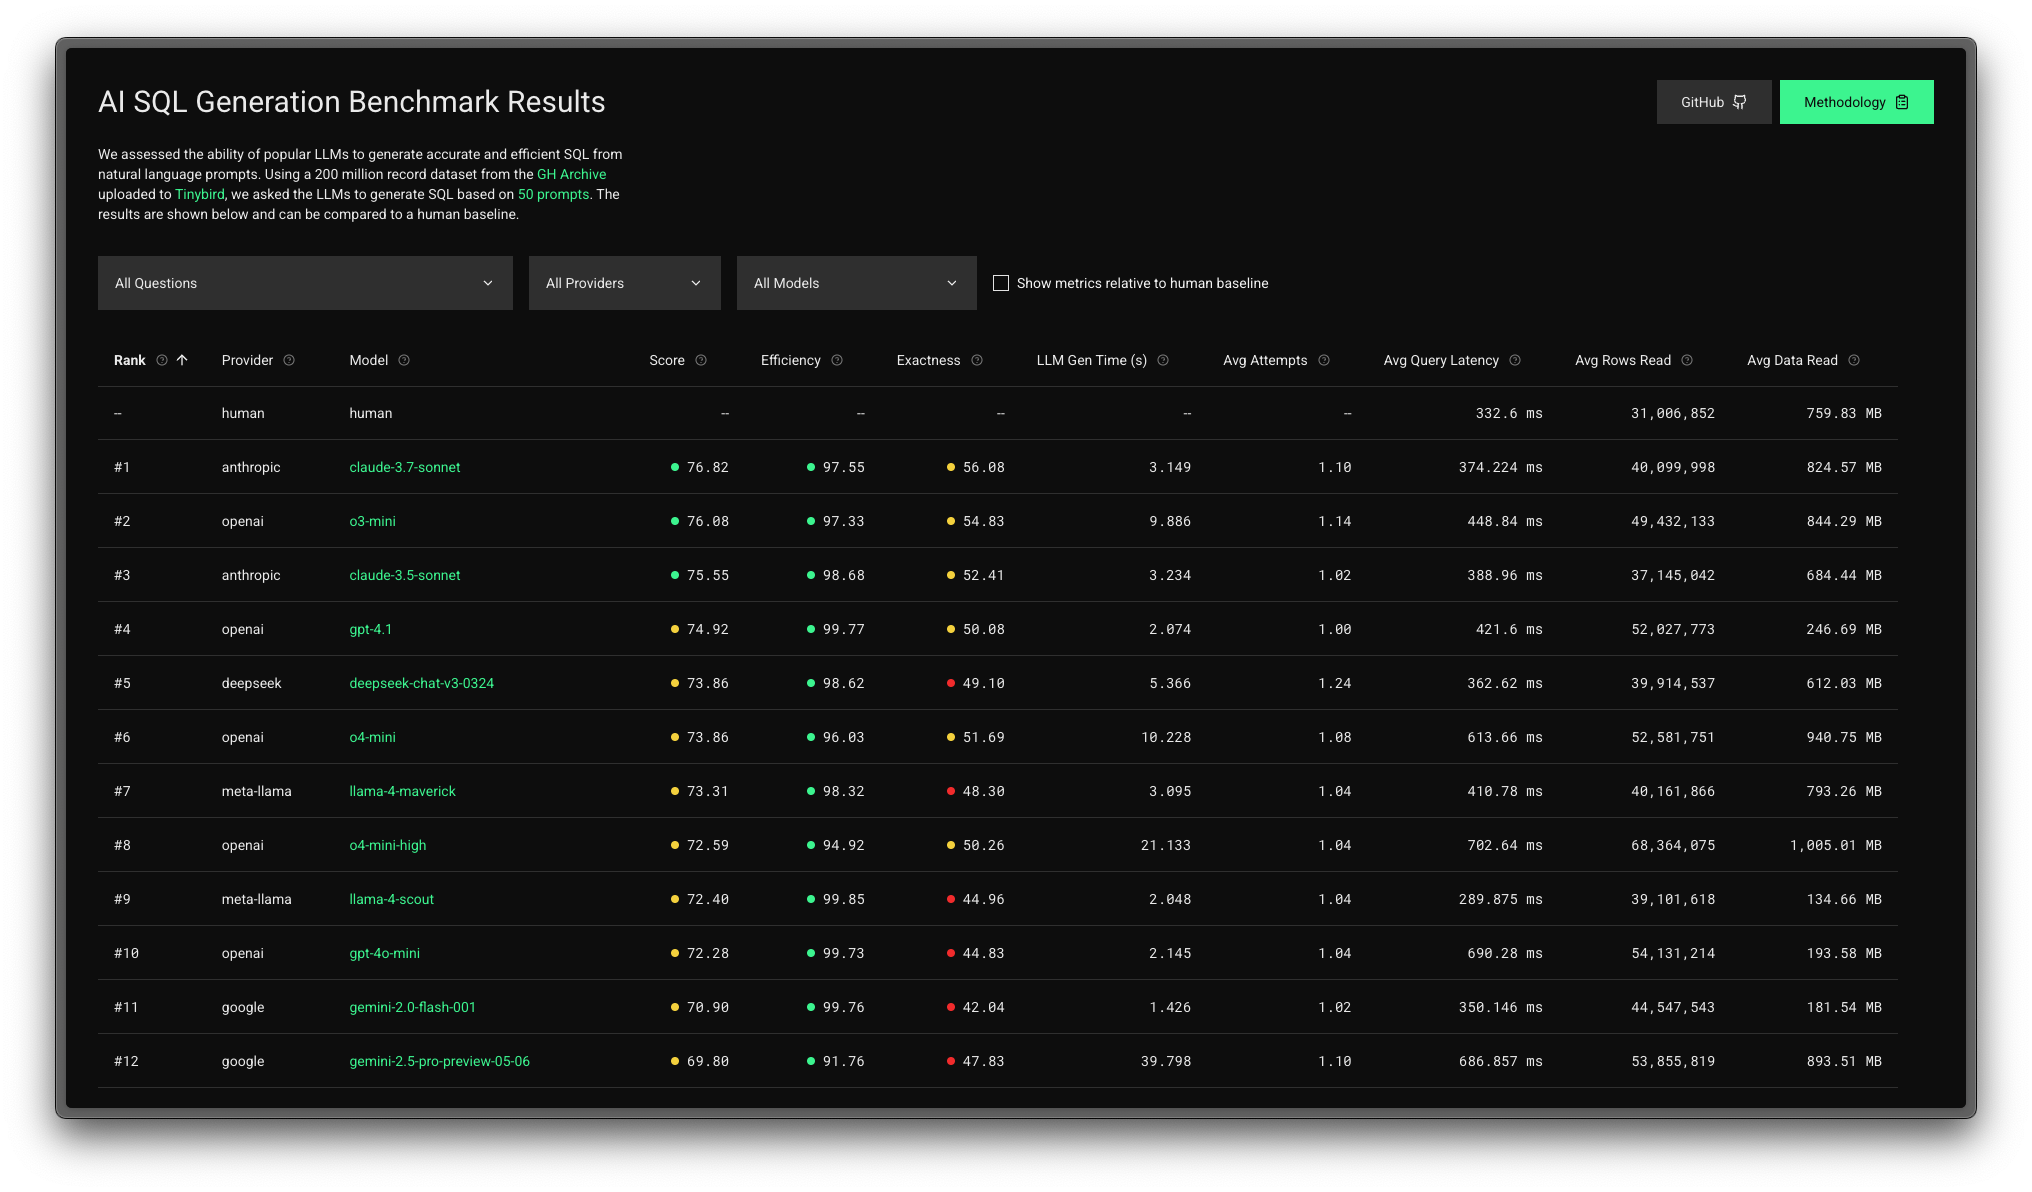 AI SQL Generation Benchmark Results
GitHub
Methodology
We assessed the ability of popular LLMs to generate accurate and efficient SQL from
natural language prompts. Using a 200 million record dataset from the GH Archive
uploaded to Tinybird, we asked the LLMs to generate SQL based on 50 prompts. The
results are shown below and can be compared to a human baseline.
All Questions All Providers All Models Show metrics relative to human baseline
Rank Provider Model Score Efficiency Exactness LLM Gen Time (s) Avg Attempts Avg Query Latency Avg Rows Read Avg Data Read
-- human human -- -- -- -- -- 332.6 ms 31,006,852 759.83 MB
#1 anthropic claude-3.7-sonnet 76.82 97.55 56.08 3.149 1.10 374.224 ms 40,099,998 824.57 MB
#2 openai o3-mini 76.08 97.33 54.83 9.886 1.14 448.84 ms 49,432,133 844.29 MB
#3 anthropic claude-3.5-sonnet 75.55 98.68 52.41 3.234 1.02 388.96 ms 37,145,042 684.44 MB
#4 openai gpt-4.1 74.92 99.77 50.08 2.074 1.00 421.6 ms 52,027,773 246.69 MB
#5 deepseek deepseek-chat-v3-0324 73.86 98.62 49.10 5.366 1.24 362.62 ms 39,914,537 612.03 MB
#6 openai o4-mini 73.86 96.03 51.69 10.228 1.08 613.66 ms 52,581,751 940.75 MB
#7 meta-llama llama-4-maverick 73.31 98.32 48.30 3.095 1.04 410.78 ms 40,161,866 793.26 MB
#8 openai o4-mini-high 72.59 94.92 50.26 21.133 1.04 702.64 ms 68,364,075 1,005.01 MB
#9 meta-llama llama-4-scout 72.40 99.85 44.96 2.048 1.04 289.875 ms 39,101,618 134.66 MB
#10 openai gpt-4o-mini 72.28 99.73 44.83 2.145 1.04 690.28 ms 54,131,214 193.58 MB
#11 google gemini-2.0-flash-001 70.90 99.76 42.04 1.426 1.02 350.146 ms 44,547,543 181.54 MB
#12 google gemini-2.5-pro-preview-05-06 69.80 91.76 47.83 39.798 1.10 686.857 ms 53,855,819 893.51 MB